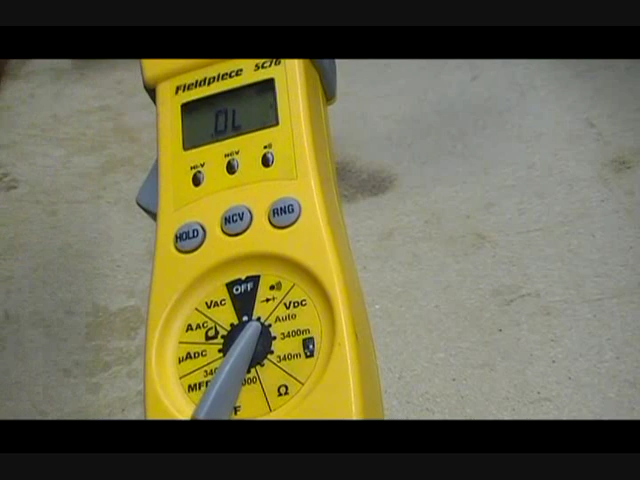 Fieldpiece SC76
.OL
Hi-V NCV
HOLD NCV RNG
OFF
VAC VDC
Auto
AAC 3400m
µADC 340m
Ω
MFD